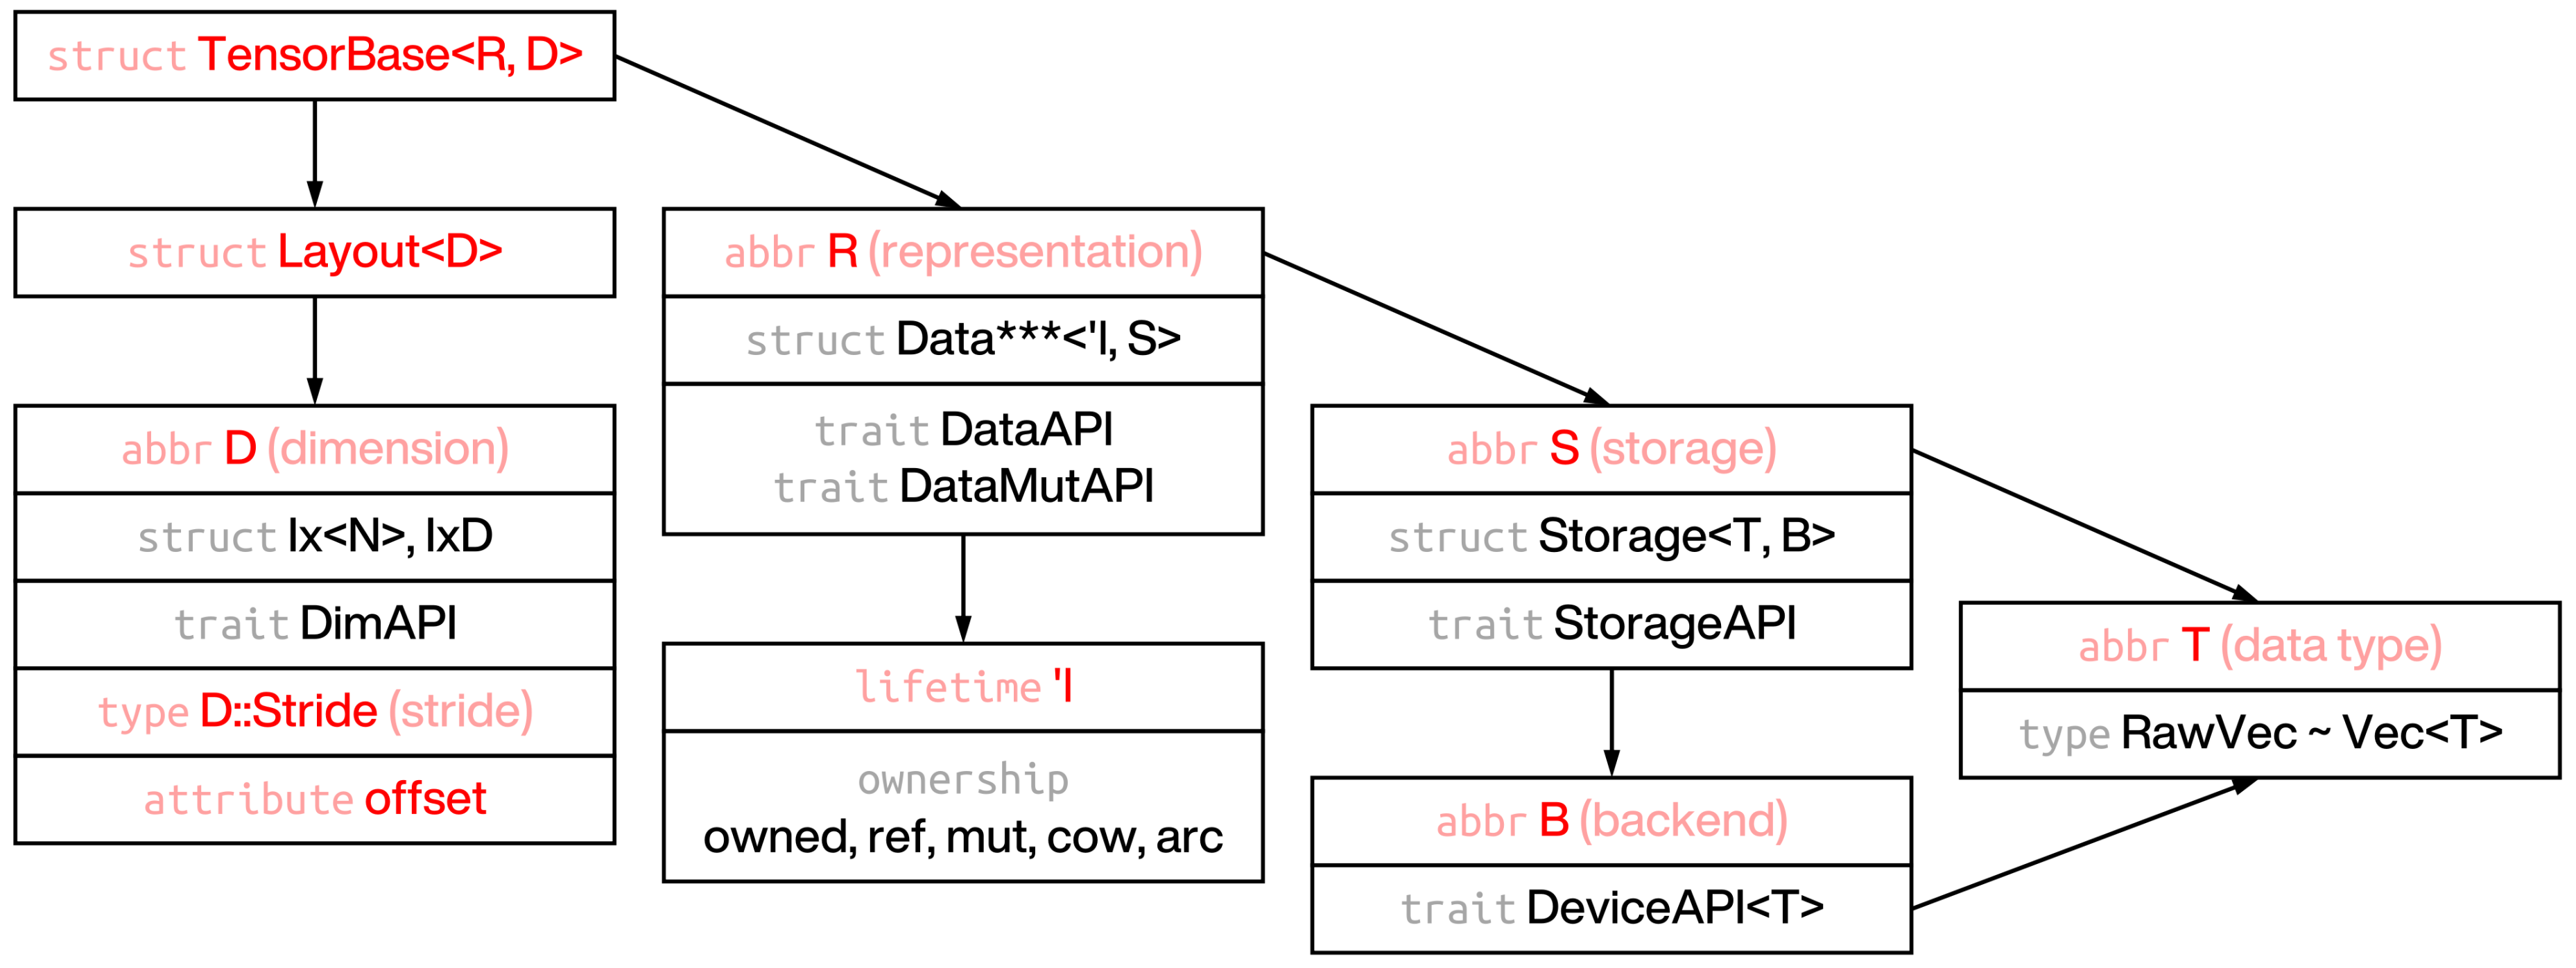 struct TensorBase<R, D>
struct Layout<D>
abbr D (dimension)
struct Ix<N>, IxD
trait DimAPI
type D::Stride (stride)
attribute offset
abbr R (representation)
struct Data***<'l, S>
trait DataAPI
trait DataMutAPI
lifetime 'l
ownership
owned, ref, mut, cow, arc
abbr S (storage)
struct Storage<T, B>
trait StorageAPI
abbr B (backend)
trait DeviceAPI<T>
abbr T (data type)
type RawVec ~ Vec<T>